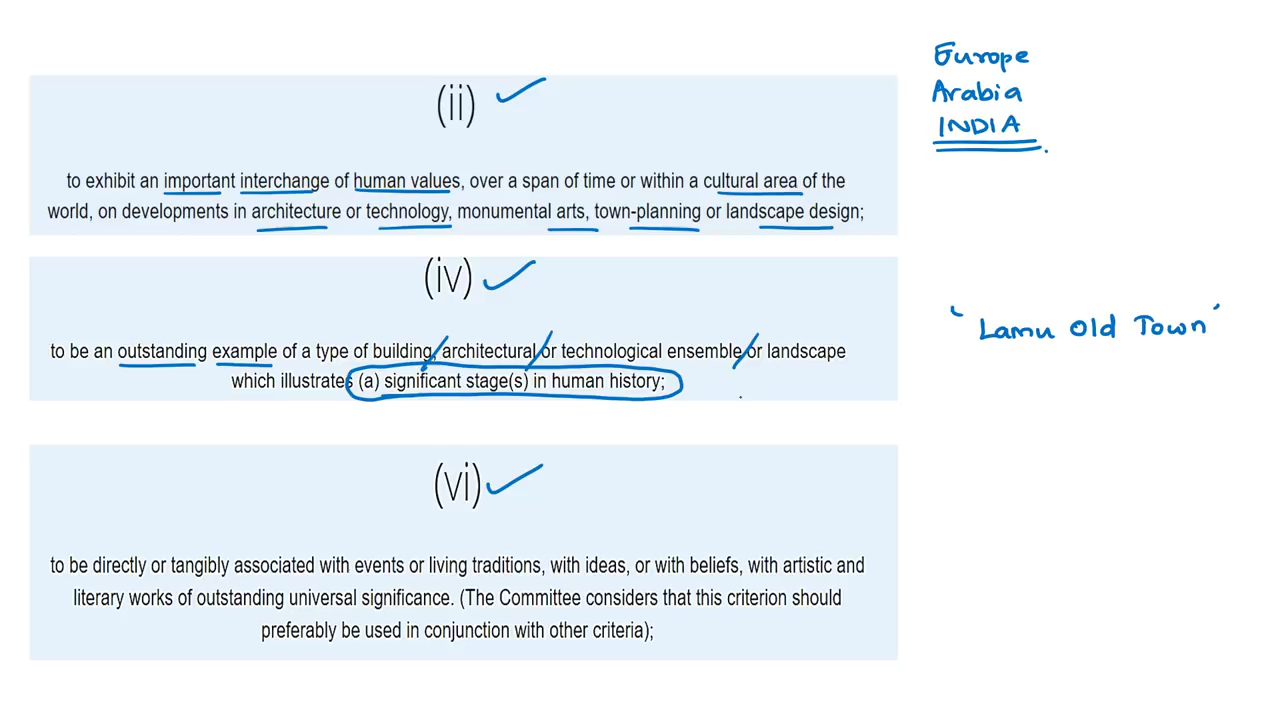 Europe
Arabia
INDIA
(ii)
to exhibit an important interchange of human values, over a span of time or within a cultural area of the
world, on developments in architecture or technology, monumental arts, town-planning or landscape design;
(iv)
to be an outstanding example of a type of building, architectural or technological ensemble or landscape
which illustrates (a) significant stage(s) in human history;
'Lamu Old Town'
(vi)
to be directly or tangibly associated with events or living traditions, with ideas, or with beliefs, with artistic and
literary works of outstanding universal significance. (The Committee considers that this criterion should
preferably be used in conjunction with other criteria);